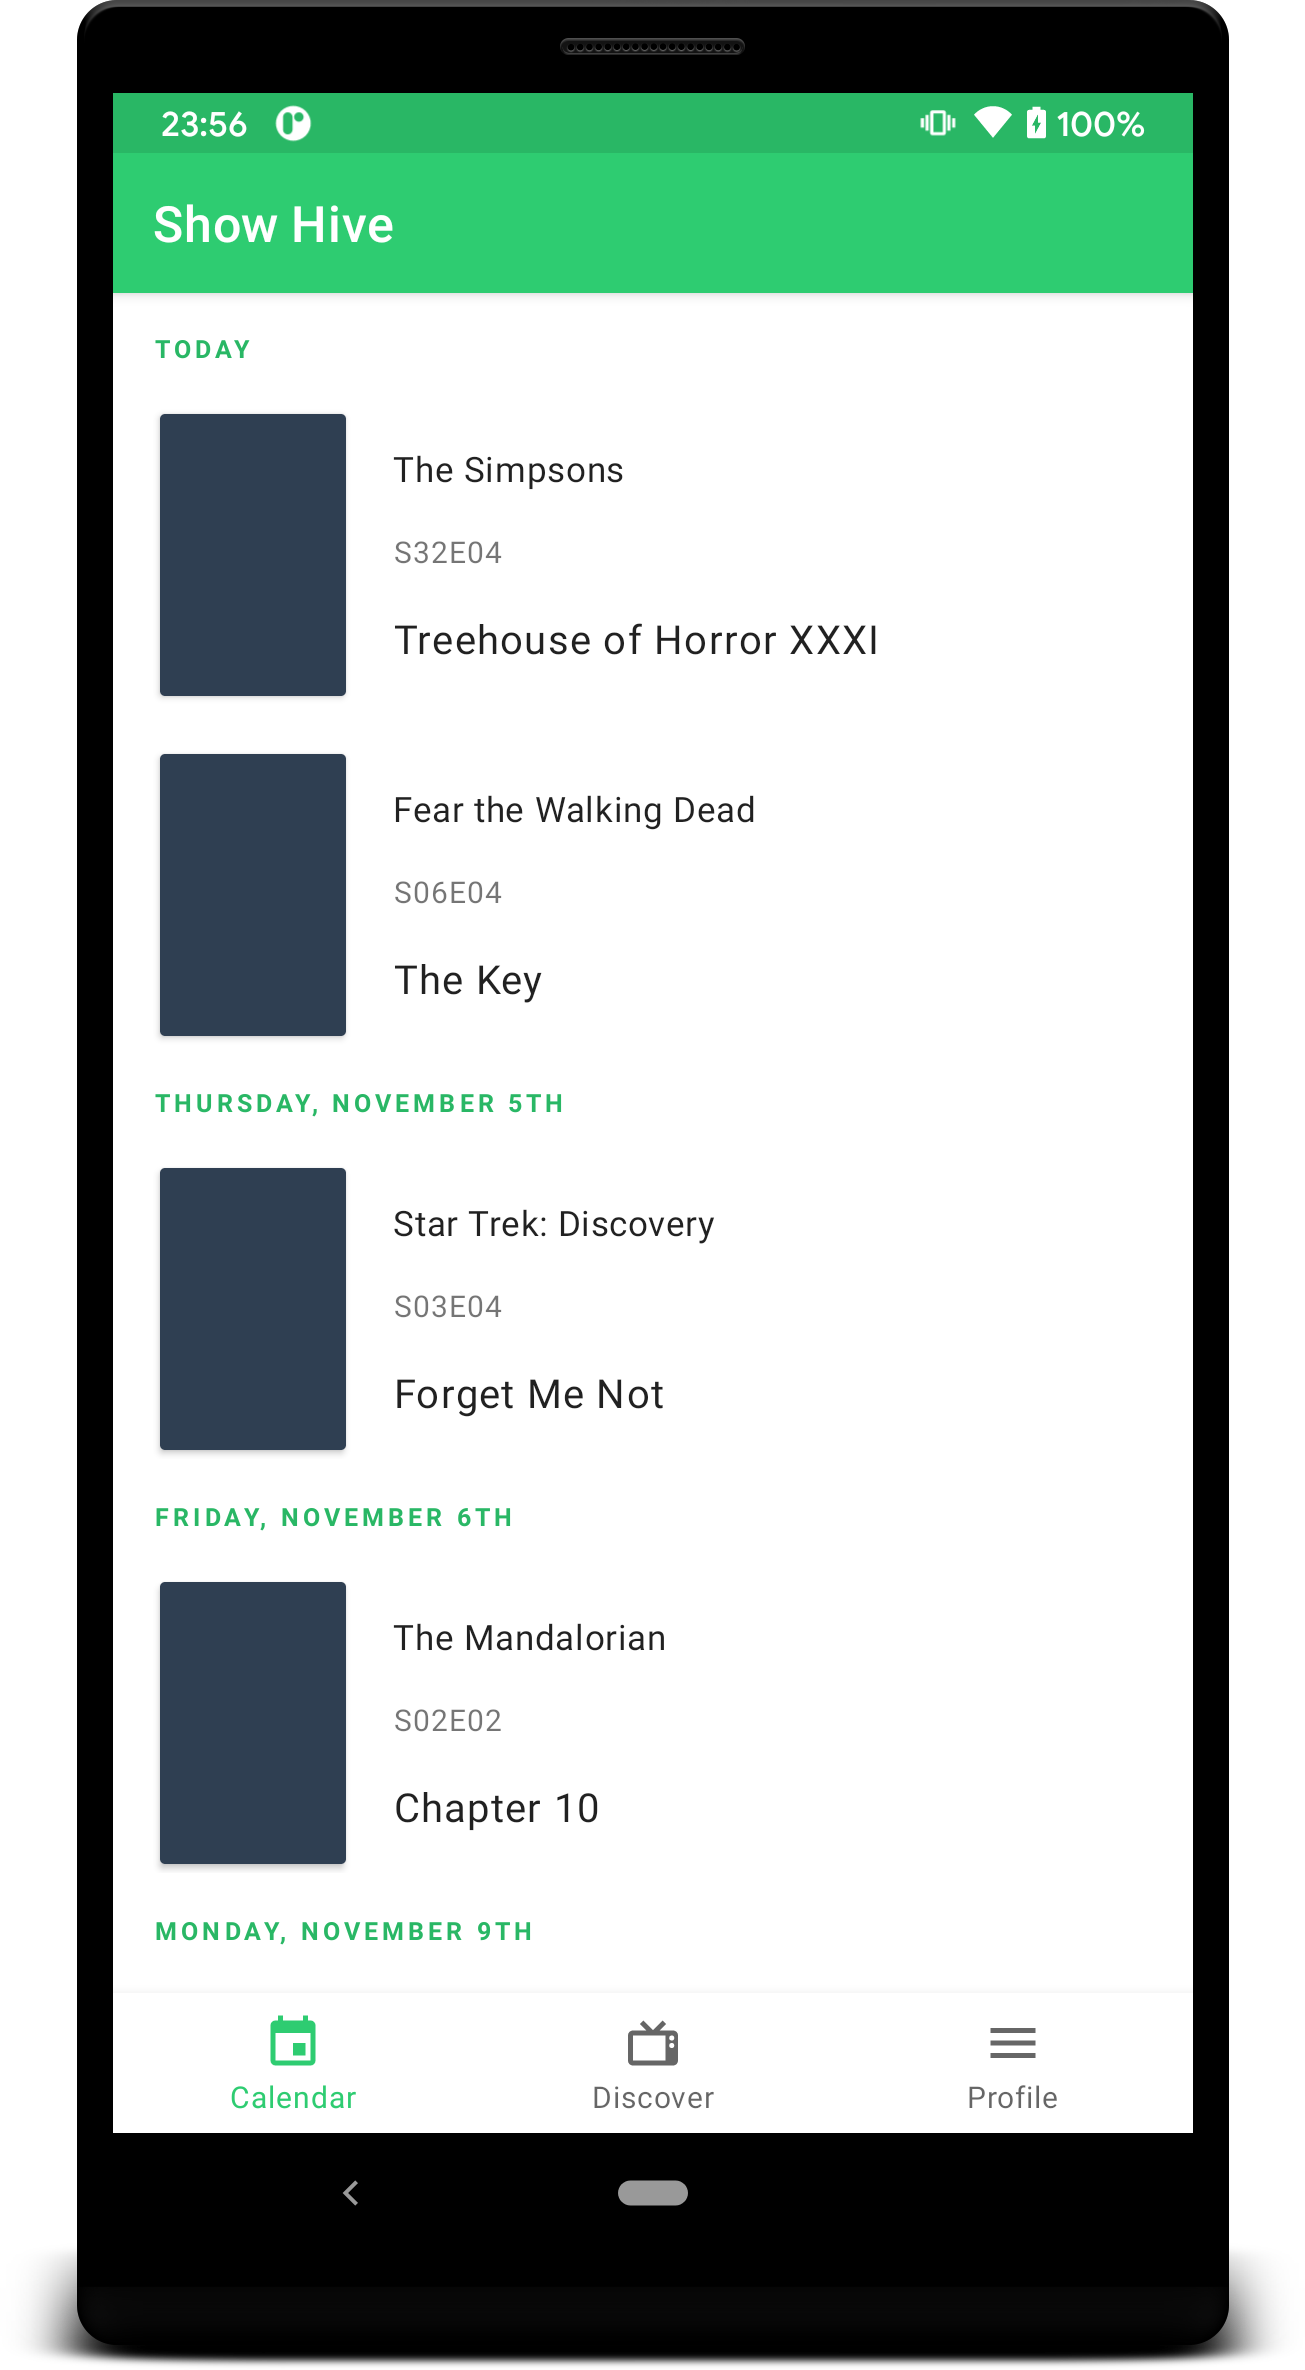 23:56
100%
Show Hive
TODAY
The Simpsons
S32E04
Treehouse of Horror XXXI
Fear the Walking Dead
S06E04
The Key
THURSDAY, NOVEMBER 5TH
Star Trek: Discovery
S03E04
Forget Me Not
FRIDAY, NOVEMBER 6TH
The Mandalorian
S02E02
Chapter 10
MONDAY, NOVEMBER 9TH
Calendar
Discover
Profile